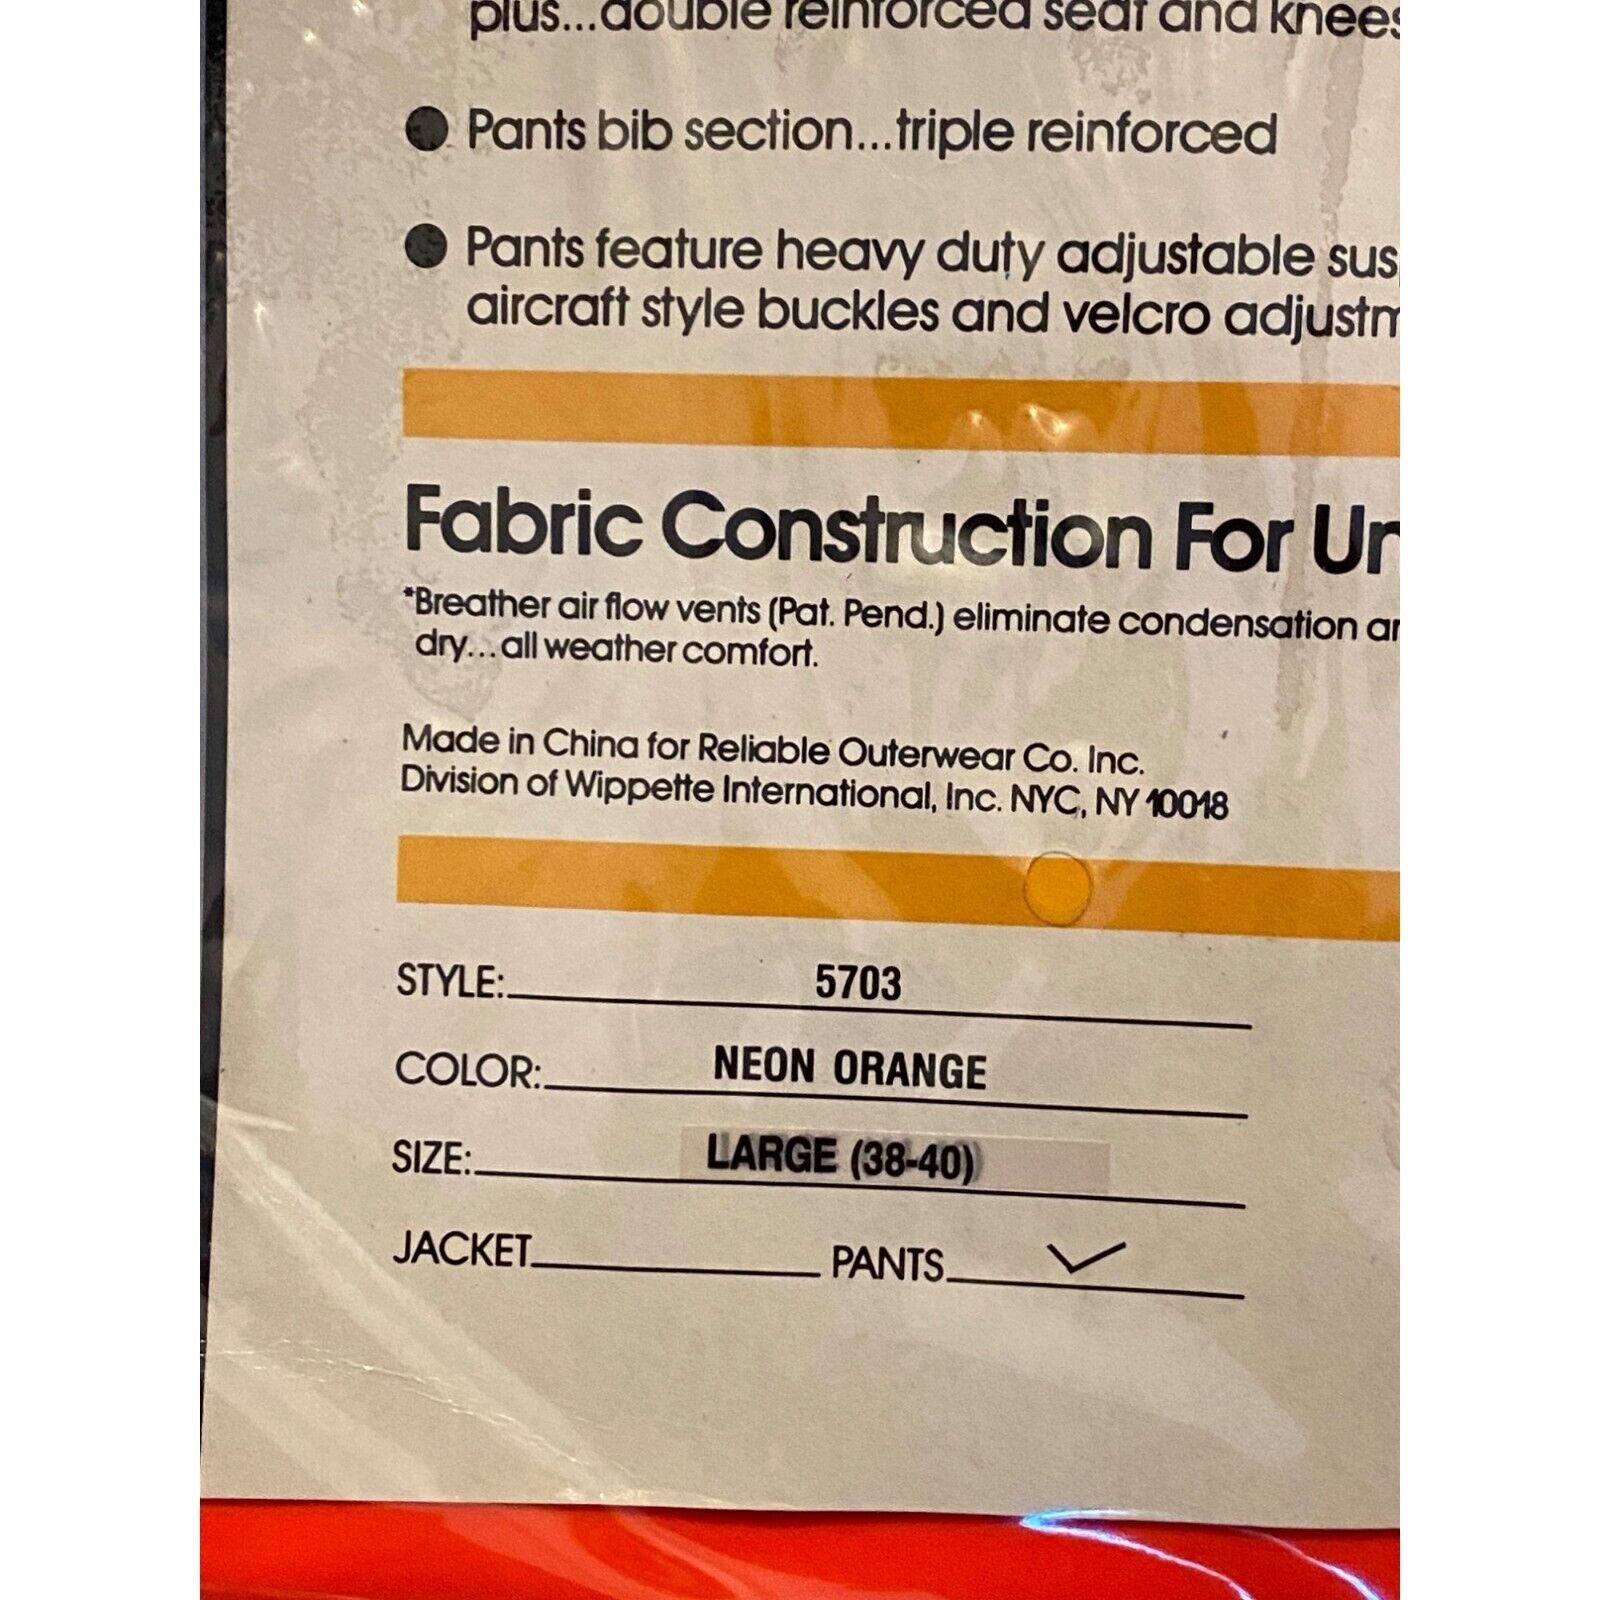 plus...double reinforced seat and knees
● Pants bib section...triple reinforced
● Pants feature heavy duty adjustable sus
aircraft style buckles and velcro adjustm
Fabric Construction For Un
*Breather air flow vents (Pat. Pend.) eliminate condensation an
dry...all weather comfort.
Made in China for Reliable Outerwear Co. Inc.
Division of Wippette International, Inc. NYC, NY 10018
STYLE: 5703
COLOR: NEON ORANGE
SIZE: LARGE (38-40)
JACKET PANTS ✓